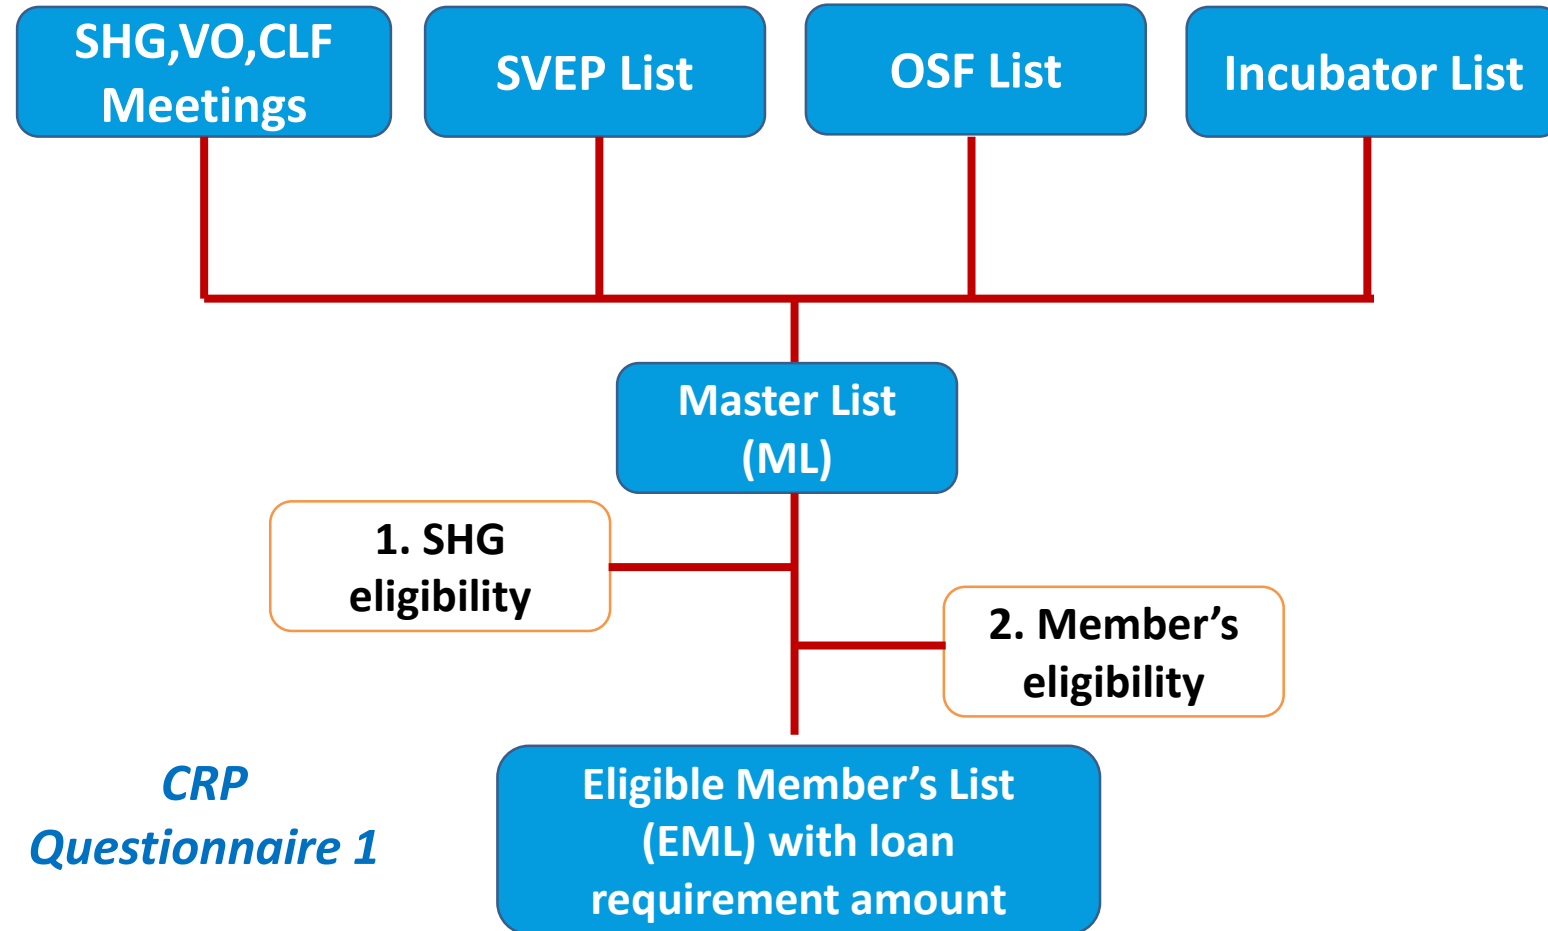 SHG,VO,CLF
Meetings
SVEP List
OSF List
Incubator List
Master List
(ML)
1. SHG
eligibility
2. Member’s
eligibility
CRP
Questionnaire 1
Eligible Member’s List
(EML) with loan
requirement amount